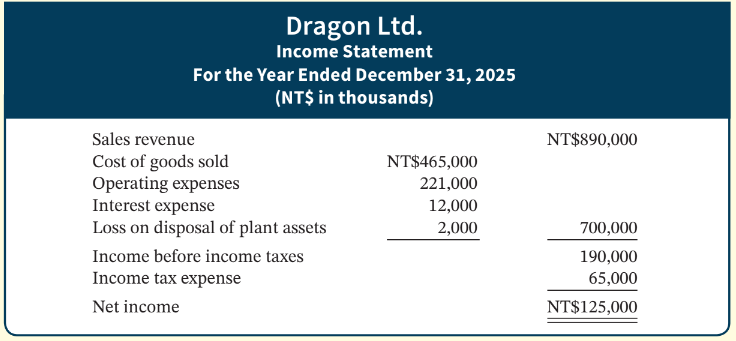 Dragon Ltd.
Income Statement
For the Year Ended December 31, 2025
(NT$ in thousands)
Sales revenue NT$890,000
Cost of goods sold NT$465,000
Operating expenses 221,000
Interest expense 12,000
Loss on disposal of plant assets 2,000 700,000
Income before income taxes 190,000
Income tax expense 65,000
Net income NT$125,000